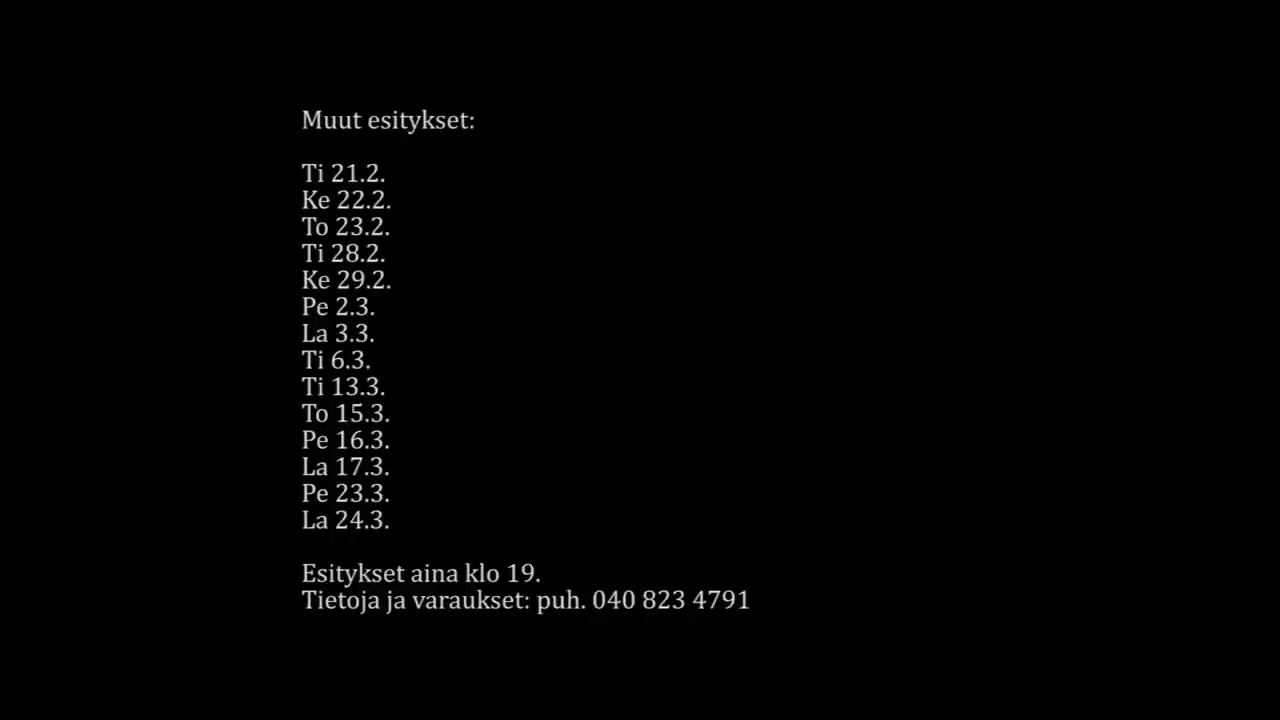 Muut esitykset:
Ti 21.2.
Ke 22.2.
To 23.2.
Ti 28.2.
Ke 29.2.
Pe 2.3.
La 3.3.
Ti 6.3.
Ti 13.3.
To 15.3.
Pe 16.3.
La 17.3.
Pe 23.3.
La 24.3.
Esitykset aina klo 19.
Tietoja ja varaukset: puh. 040 823 4791